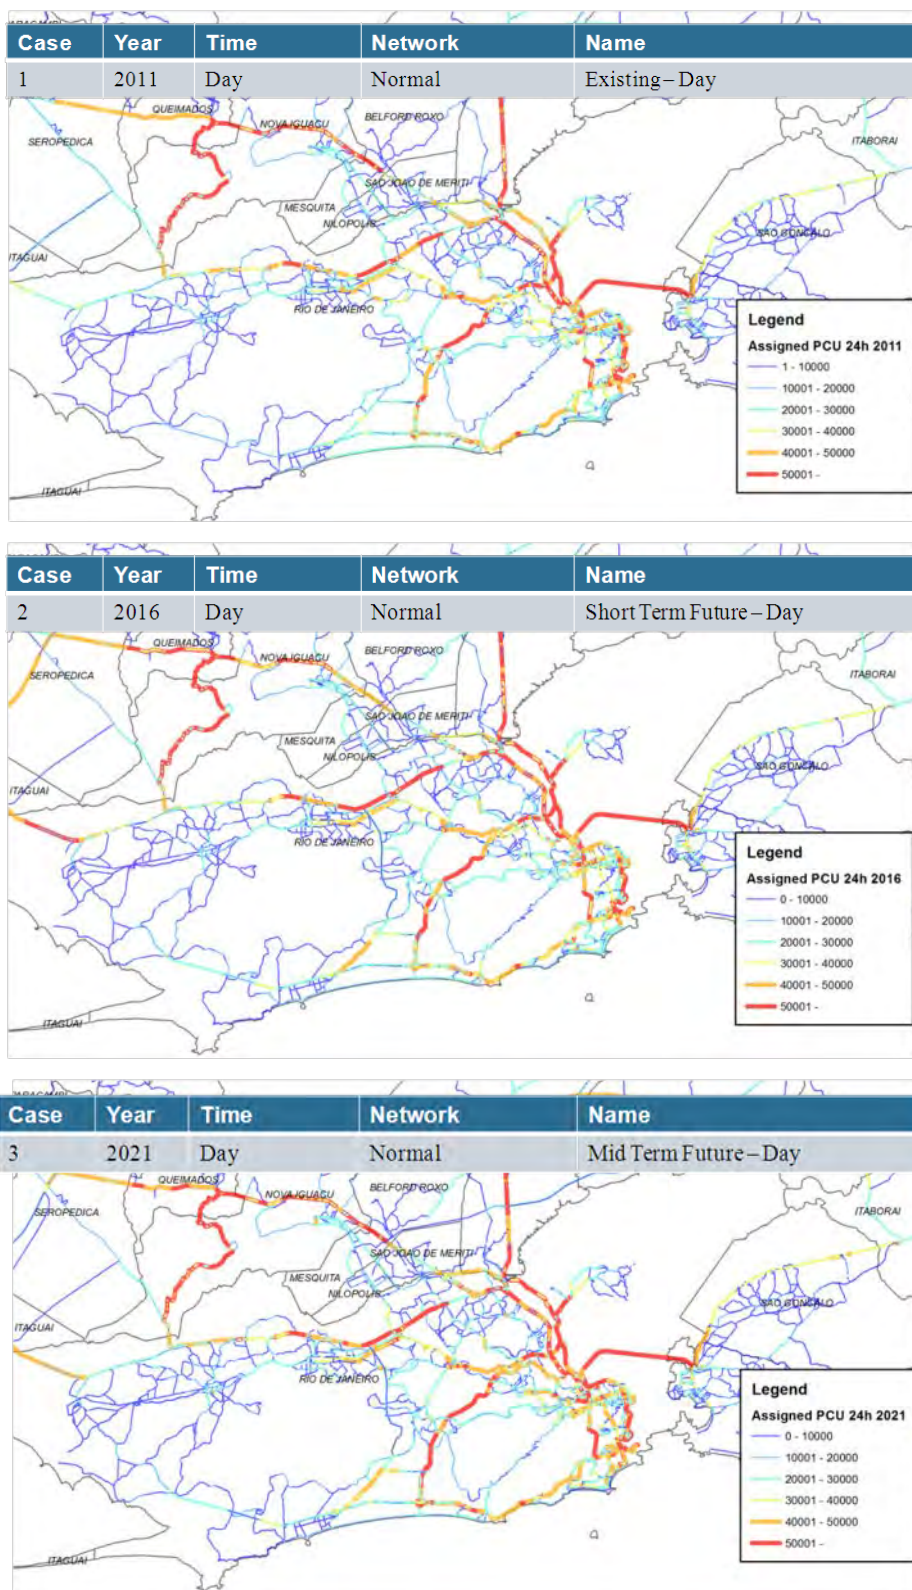 Case Year Time Network Name
1 2011 Day Normal Existing– Day
QUEIMADOS
NOVA IGUACU
BELFORD ROXO
SEROPEDICA
ITABORAI
SAO JOAO DE MERITI
MESQUITA
NILOPOLIS
SAO GONCALO
ITAGUAI
RIO DE JANEIRO
Legend
Assigned PCU 24h 2011
1 - 10000
10001 - 20000
20001 - 30000
30001 - 40000
40001 - 50000
50001 -
ITAGUAI
Case Year Time Network Name
2 2016 Day Normal Short Term Future – Day
QUEIMADOS
NOVA IGUACU
BELFORD ROXO
SEROPEDICA
ITABORAI
SAO JOAO DE MERITI
MESQUITA
NILOPOLIS
SAO GONCALO
ITAGUAI
RIO DE JANEIRO
Legend
Assigned PCU 24h 2016
0 - 10000
10001 - 20000
20001 - 30000
30001 - 40000
40001 - 50000
50001 -
ITAGUAI
Case Year Time Network Name
3 2021 Day Normal Mid Term Future – Day
QUEIMADOS
NOVA IGUACU
BELFORD ROXO
SEROPEDICA
ITABORAI
SAO JOAO DE MERITI
MESQUITA
NILOPOLIS
SAO GONCALO
ITAGUAI
RIO DE JANEIRO
Legend
Assigned PCU 24h 2021
0 - 10000
10001 - 20000
20001 - 30000
30001 - 40000
40001 - 50000
50001 -
ITAGUAI